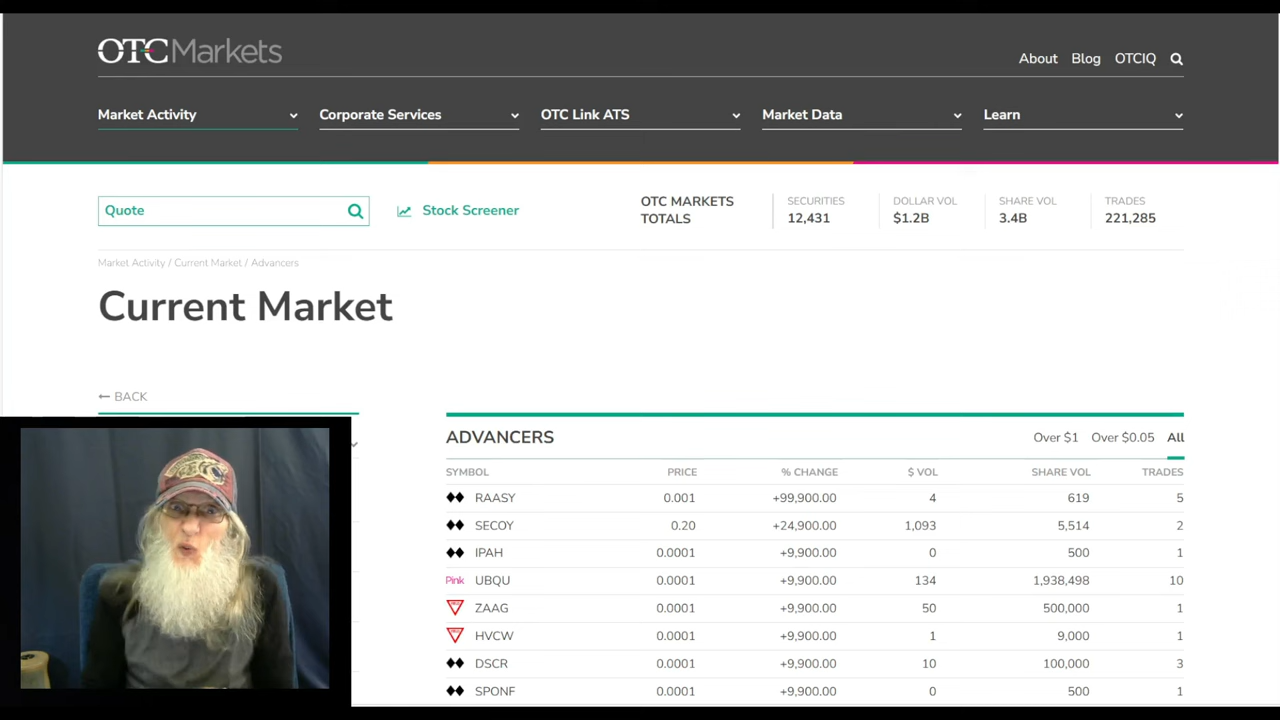 OTC Markets
About Blog OTCIQ
Market Activity Corporate Services OTC Link ATS Market Data Learn
Quote Stock Screener
OTC MARKETS TOTALS
SECURITIES DOLLAR VOL SHARE VOL TRADES
12,431 $1.2B 3.4B 221,285
Market Activity / Current Market / Advancers
Current Market
BACK
ADVANCERS Over $1 Over $0.05 All
SYMBOL PRICE % CHANGE $ VOL SHARE VOL TRADES
RAASY 0.001 +99,900.00 4 619 5
SECOY 0.20 +24,900.00 1,093 5,514 2
IPAH 0.0001 +9,900.00 0 500 1
Pink UBQU 0.0001 +9,900.00 134 1,938,498 10
ZAAG 0.0001 +9,900.00 50 500,000 1
HVCW 0.0001 +9,900.00 1 9,000 1
DSCR 0.0001 +9,900.00 10 100,000 3
SPONF 0.0001 +9,900.00 0 500 1